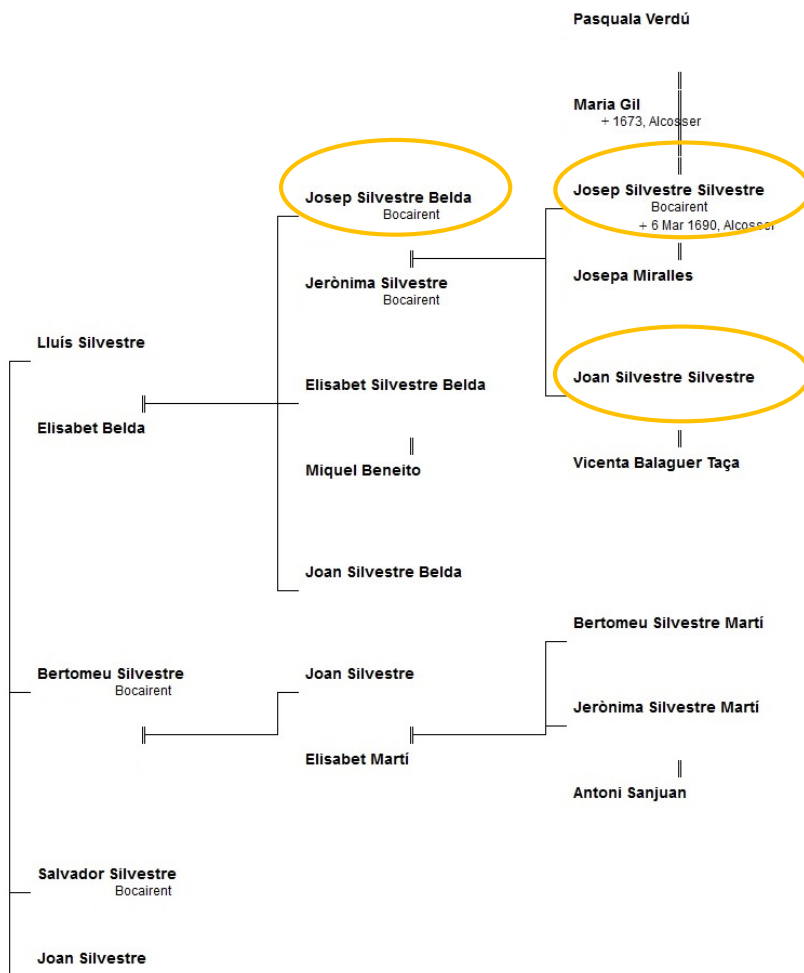 Pasquala Verdú
Maria Gil
+ 1673, Alcosser
Josep Silvestre Belda
Bocairent
Josep Silvestre Silvestre
Bocairent
+ 6 Mar 1690, Alcosser
Jerònima Silvestre
Bocairent
Josepa Miralles
Lluís Silvestre
Elisabet Silvestre Belda
Joan Silvestre Silvestre
Elisabet Belda
Miquel Beneito
Vicenta Balaguer Taça
Joan Silvestre Belda
Bertomeu Silvestre Martí
Bertomeu Silvestre
Bocairent
Joan Silvestre
Jerònima Silvestre Martí
Elisabet Martí
Antoni Sanjuan
Salvador Silvestre
Bocairent
Joan Silvestre